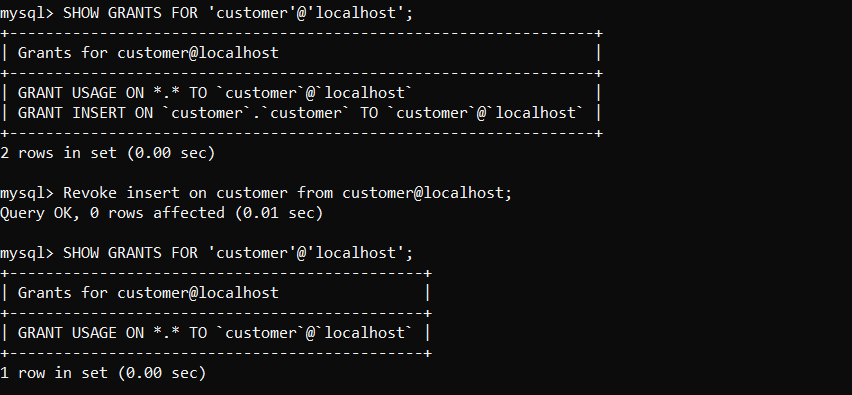 mysql> SHOW GRANTS FOR 'customer'@'localhost';
+-----------------------------------------------------------------+
| Grants for customer@localhost                                   |
+-----------------------------------------------------------------+
| GRANT USAGE ON *.* TO `customer`@`localhost`                    |
| GRANT INSERT ON `customer`.`customer` TO `customer`@`localhost` |
+-----------------------------------------------------------------+
2 rows in set (0.00 sec)
mysql> Revoke insert on customer from customer@localhost;
Query OK, 0 rows affected (0.01 sec)
mysql> SHOW GRANTS FOR 'customer'@'localhost';
+----------------------------------------------+
| Grants for customer@localhost                |
+----------------------------------------------+
| GRANT USAGE ON *.* TO `customer`@`localhost` |
+----------------------------------------------+
1 row in set (0.00 sec)